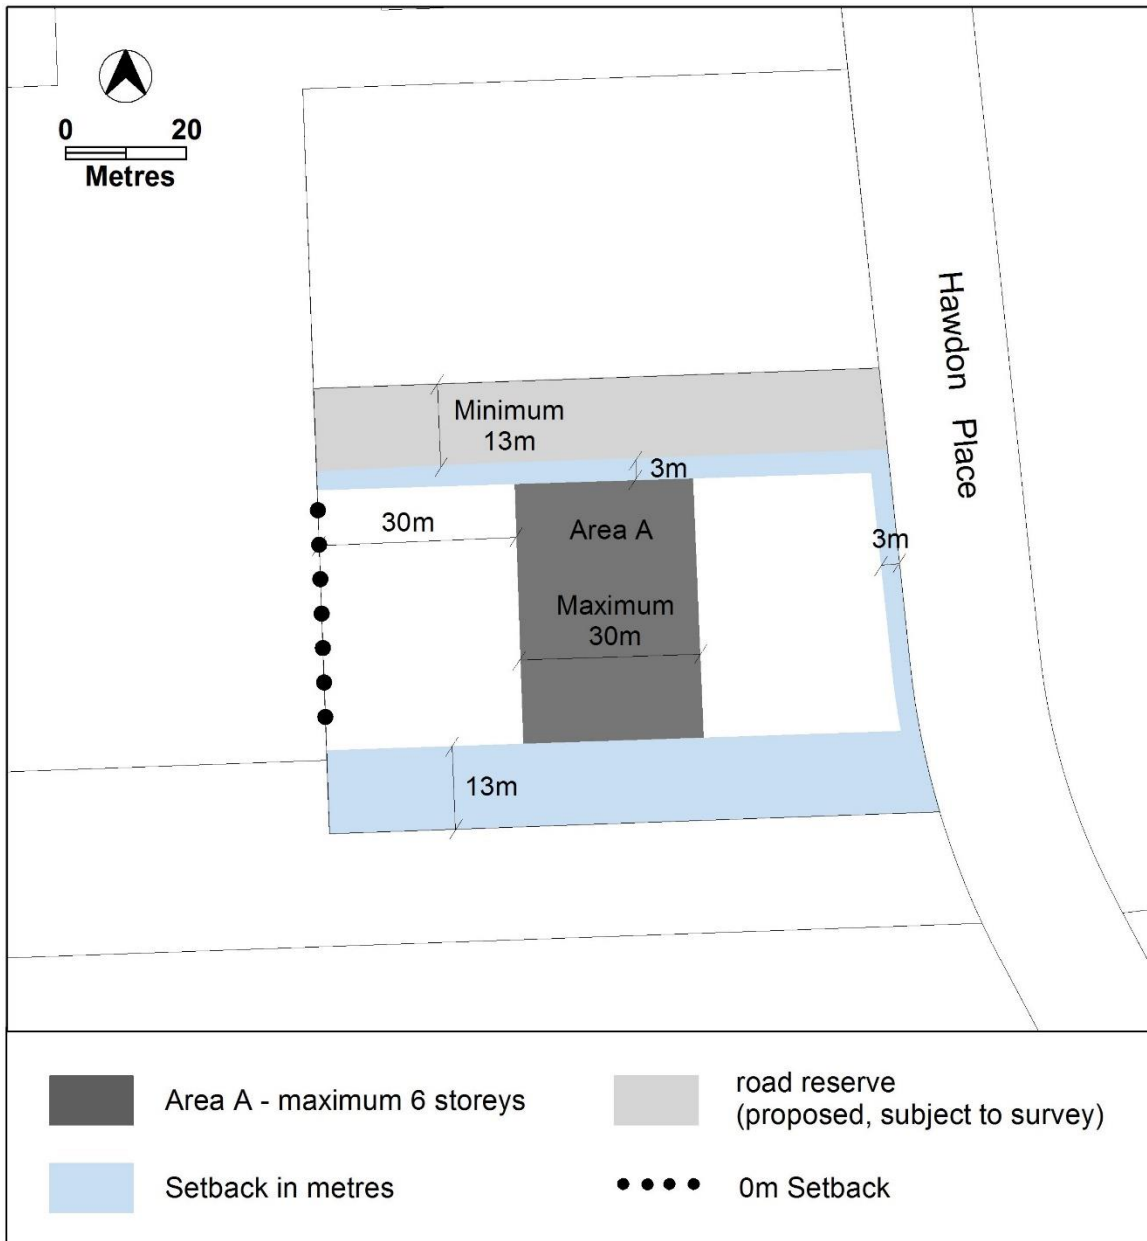 0 20
Metres
Hawdon Place
Minimum
13m
3m
30m
Area A
3m
Maximum
30m
13m
Area A - maximum 6 storeys
road reserve
(proposed, subject to survey)
Setback in metres
0m Setback